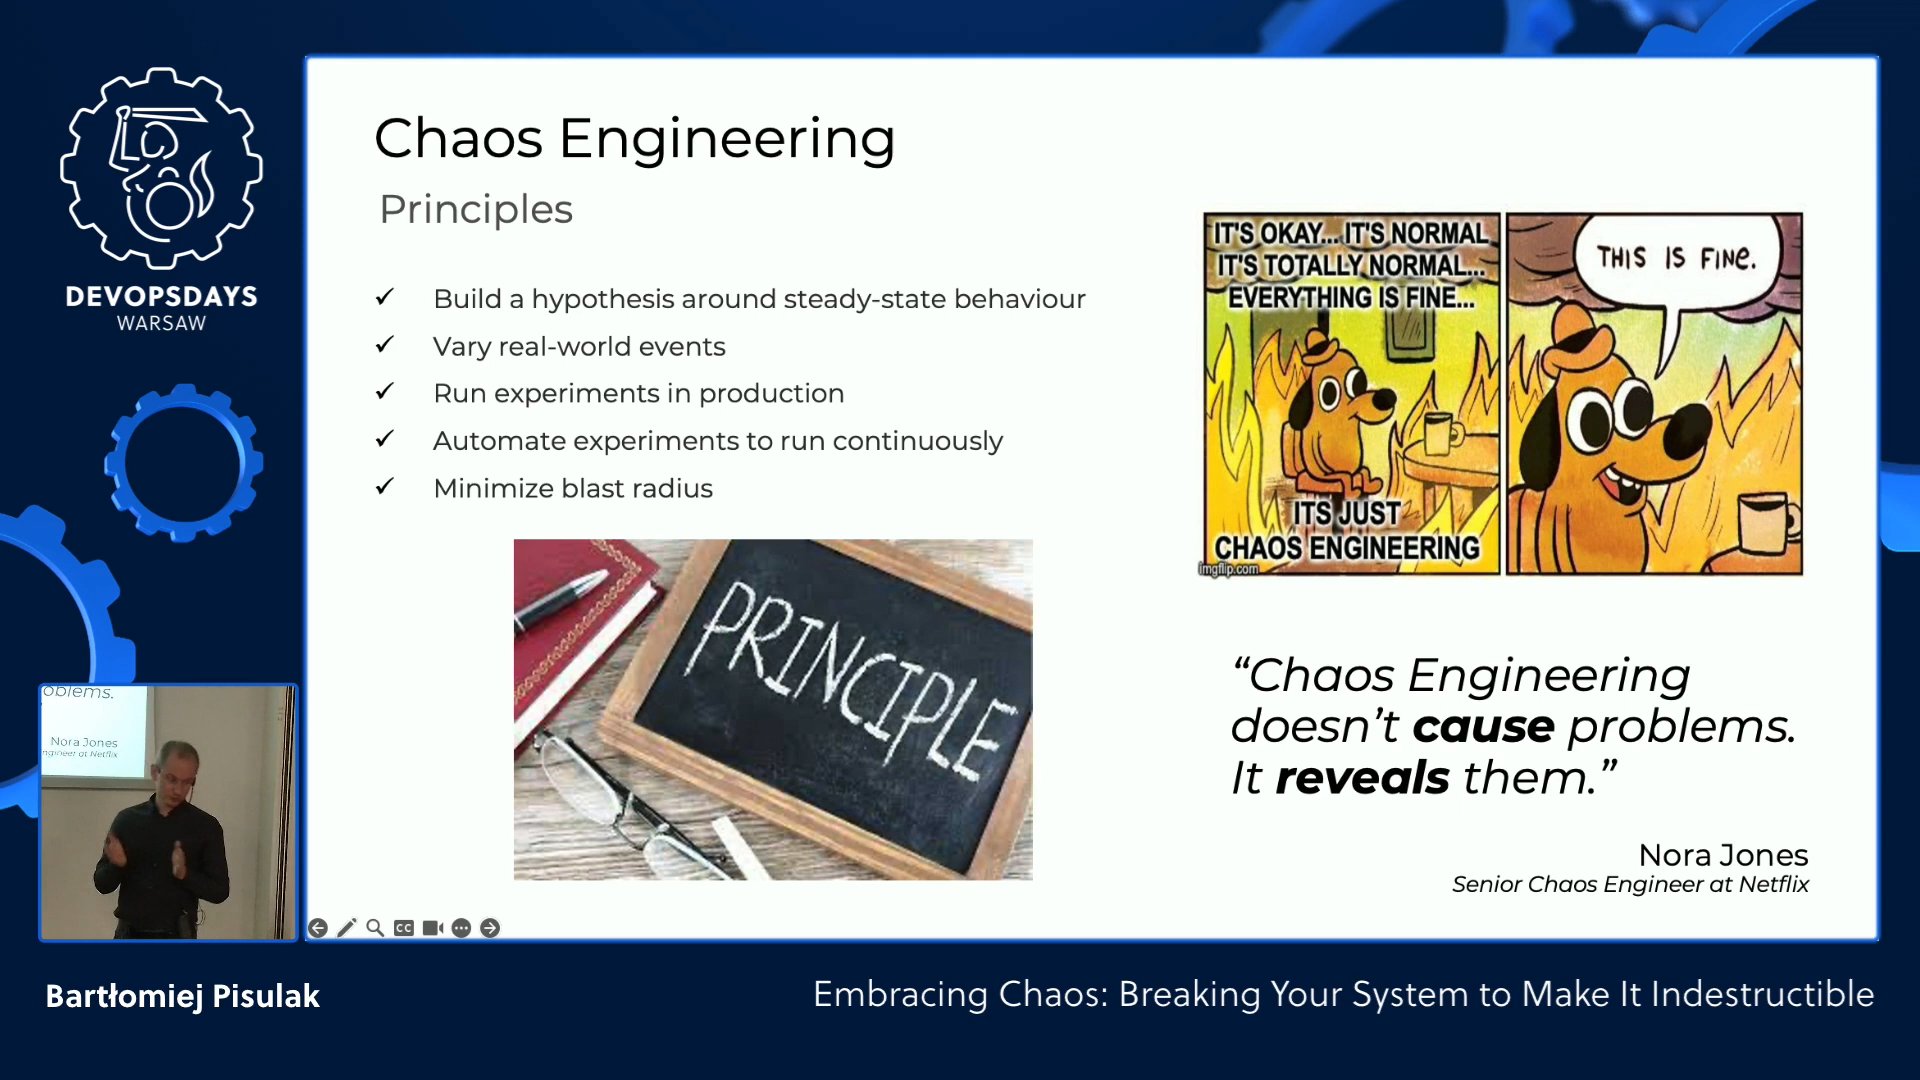 DEVOPSDAYS
WARSAW
Chaos Engineering
Principles
✓ Build a hypothesis around steady-state behaviour
✓ Vary real-world events
✓ Run experiments in production
✓ Automate experiments to run continuously
✓ Minimize blast radius
PRINCIPLE
IT'S OKAY... IT'S NORMAL
IT'S TOTALLY NORMAL...
EVERYTHING IS FINE...
ITS JUST
CHAOS ENGINEERING
imgflip.com
THIS IS FINE.
“Chaos Engineering
doesn’t cause problems.
It reveals them.”
Nora Jones
Senior Chaos Engineer at Netflix
CC
oblems.
Nora Jones
ngineer at Netflix
Bartłomiej Pisulak
Embracing Chaos: Breaking Your System to Make It Indestructible